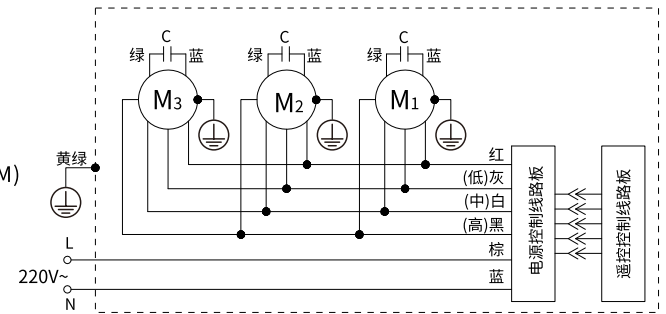 C C C
绿 蓝 绿 蓝 绿 蓝
M3 M2 M1
黄绿
M)
红
(低)灰
(中)白
(高)黑
棕
蓝
L
220V~
N
电源控制线路板
遥控控制线路板